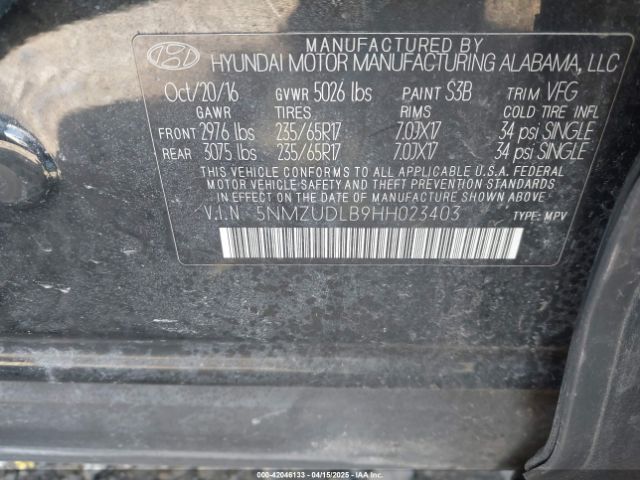 MANUFACTURED BY
HYUNDAI MOTOR MANUFACTURING ALABAMA, LLC
Oct/20/16 GVWR 5026 lbs PAINT S3B TRIM VFG
GAWR TIRES RIMS COLD TIRE INFL
FRONT 2976 lbs 235/65R17 7.0JX17 34 psi SINGLE
REAR 3075 lbs 235/65R17 7.0JX17 34 psi SINGLE
THIS VEHICLE CONFORMS TO ALL APPLICABLE U.S.A. FEDERAL
MOTOR VEHICLE SAFETY AND THEFT PREVENTION STANDARDS
IN EFFECT ON THE DATE OF MANUFACTURE SHOWN ABOVE.
V.I.N. 5NMZUDLB9HH023403 TYPE: MPV
000-42046133 - 04/15/2025 - IAAI.COM